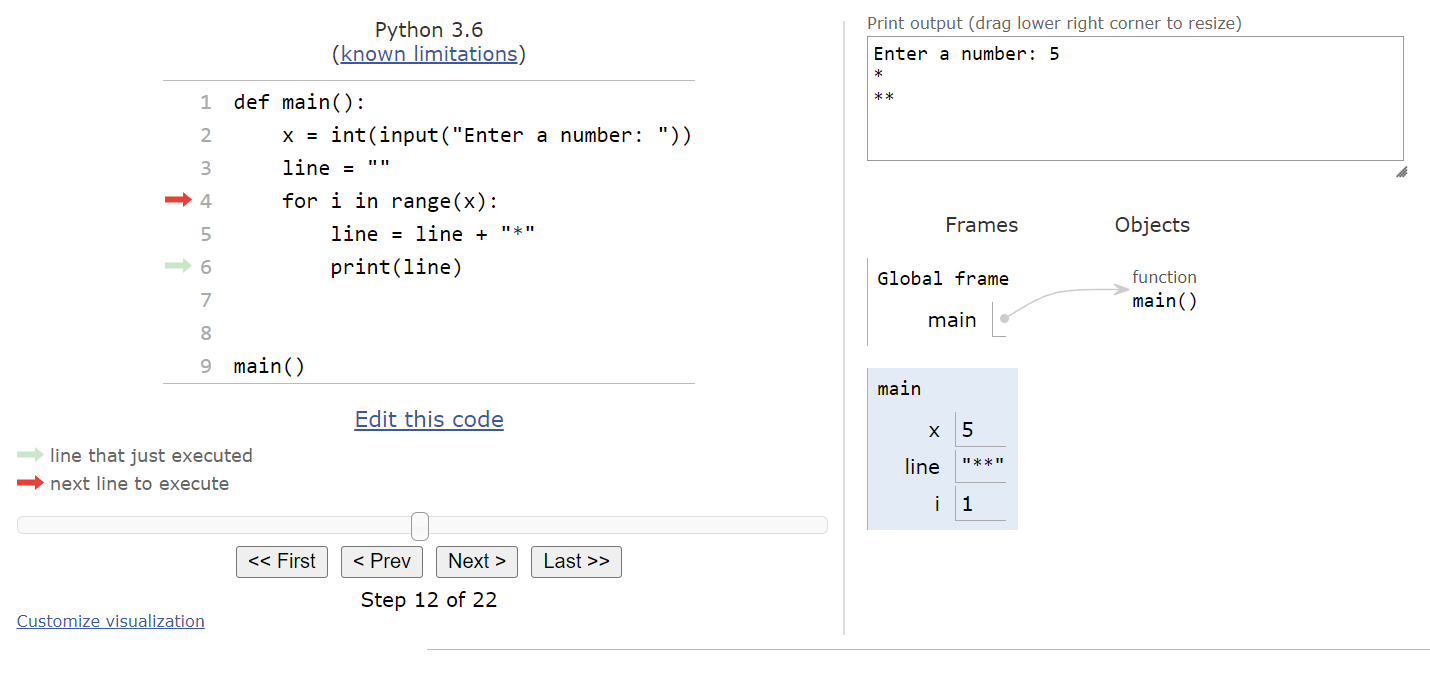 Python 3.6
(known limitations)
1 def main():
2     x = int(input("Enter a number: "))
3     line = ""
4     for i in range(x):
5         line = line + "*"
6         print(line)
7
8
9 main()
Edit this code
line that just executed
next line to execute
<< First < Prev Next > Last >>
Step 12 of 22
Customize visualization
Print output (drag lower right corner to resize)
Enter a number: 5
*
**
Frames Objects
Global frame
main
function
main()
main
x 5
line "**"
i 1